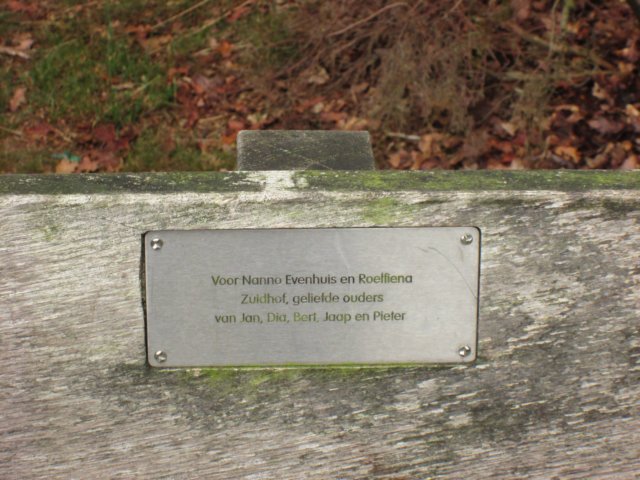 Voor Nanno Evenhuis en Roelfiena
Zuidhof, geliefde ouders
van Jan, Dia, Bert, Jaap en Pieter